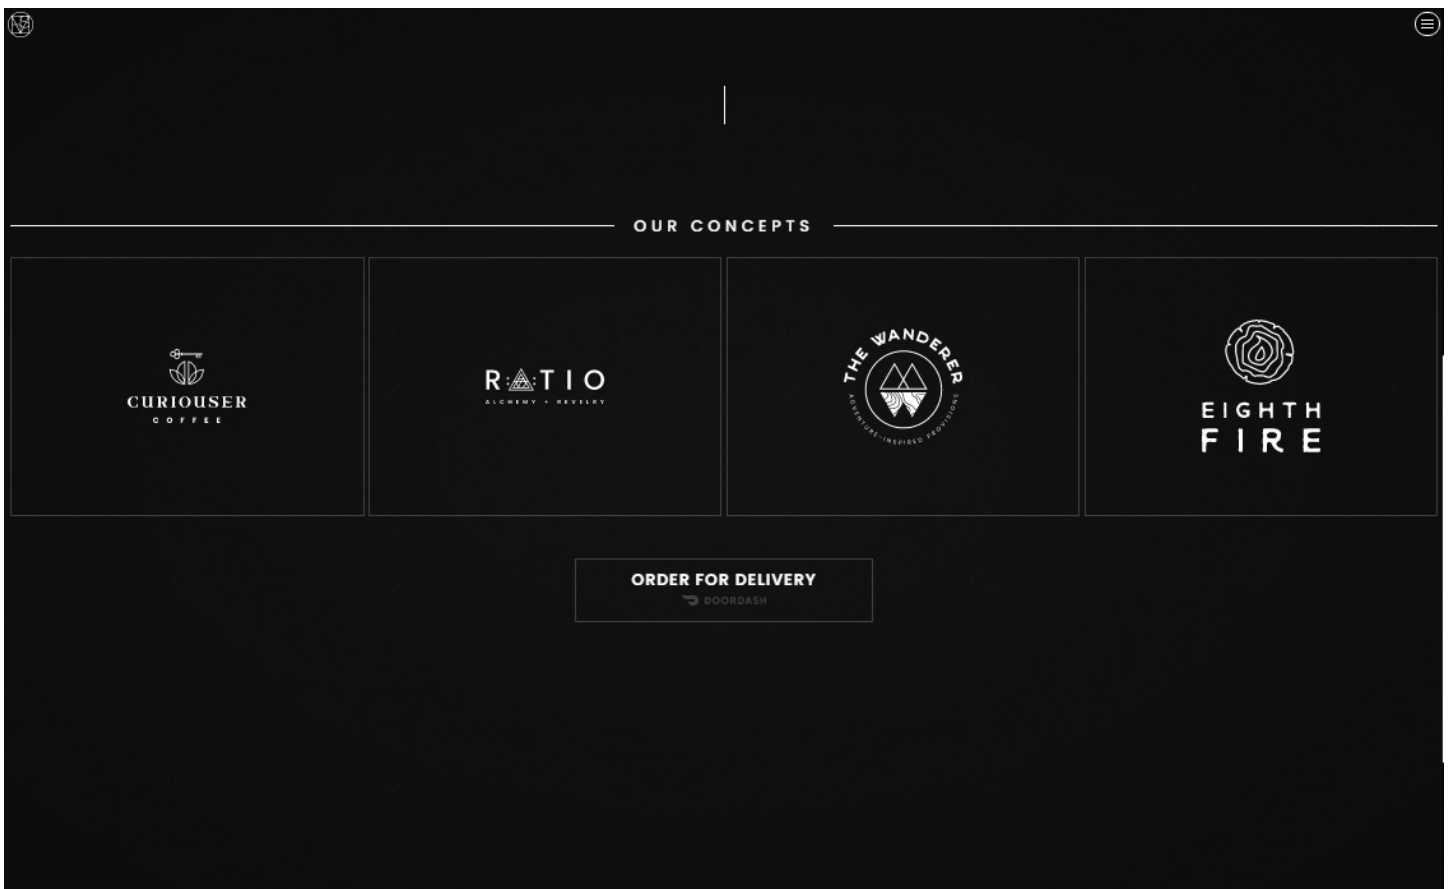 OUR CONCEPTS
CURIOUSER
COFFEE
RATIO
ALCHEMY + REVELRY
THE WANDERER
ADVENTURE-INSPIRED PROVISIONS
EIGHTH
FIRE
ORDER FOR DELIVERY
DOORDASH